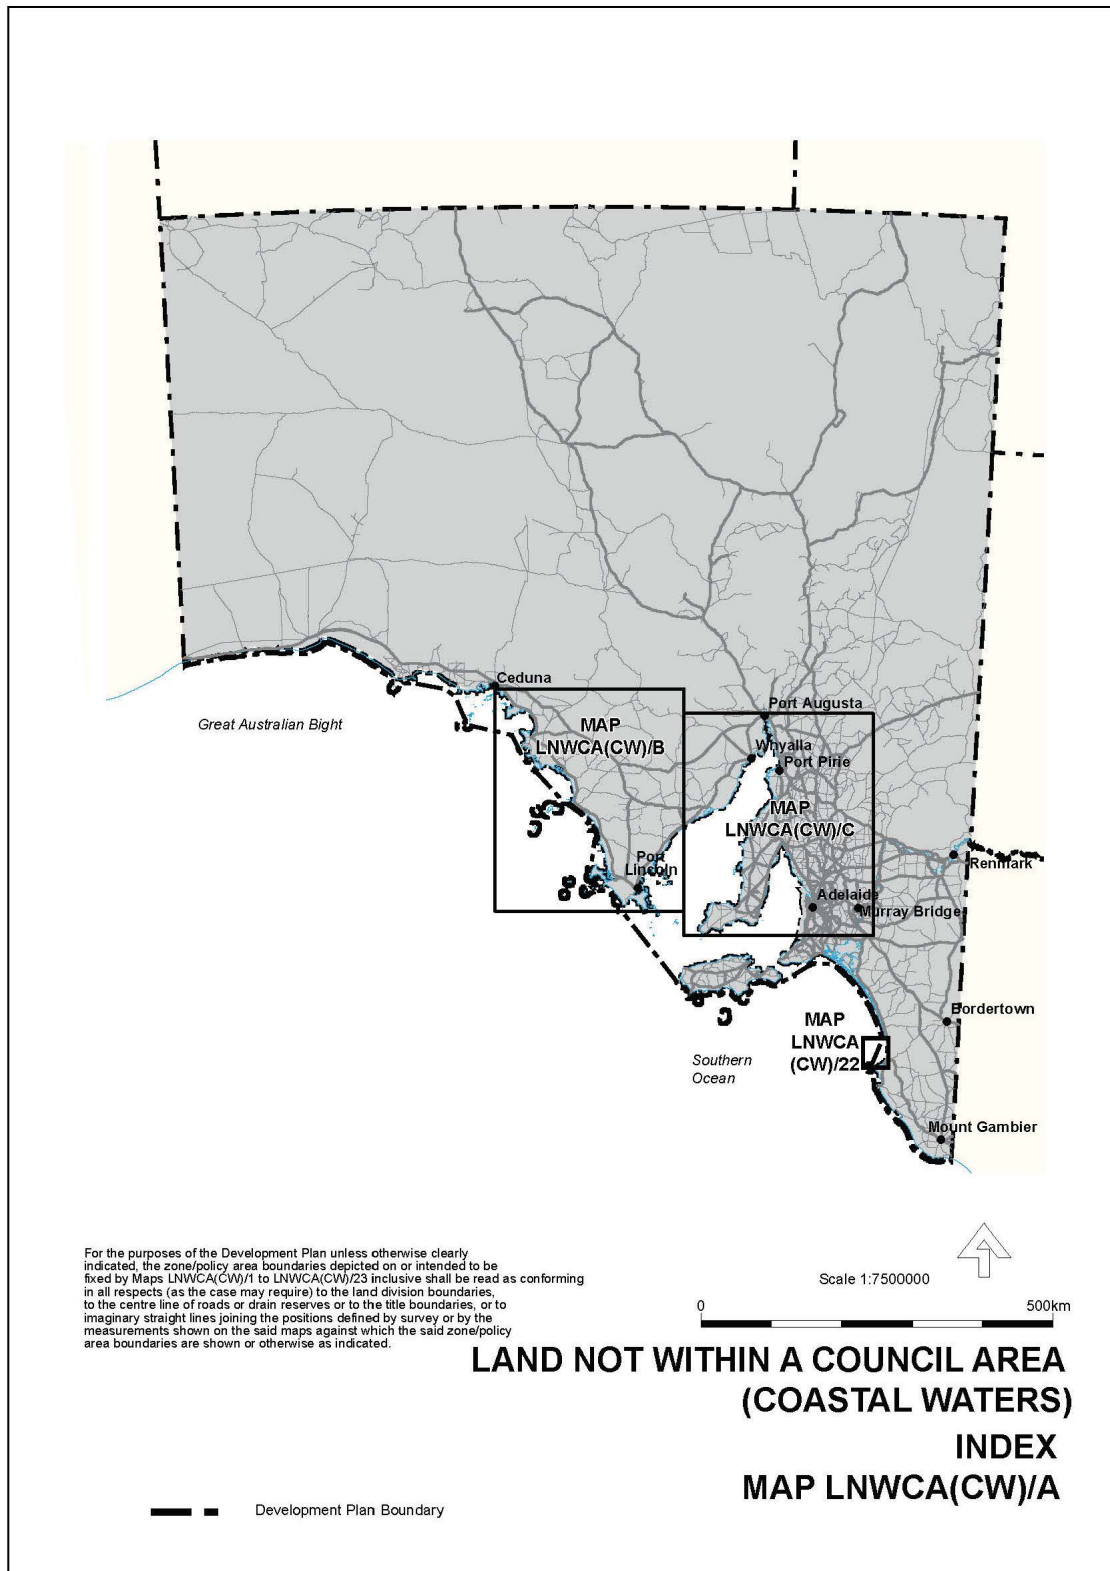 Ceduna
Great Australian Bight
MAP
LNWCA(CW)/B
Port Augusta
Whyalla
Port Pirie
MAP
LNWCA(CW)/C
Port
Lincoln
Renmark
Adelaide
Murray Bridge
Bordertown
MAP
LNWCA
(CW)/22
Southern
Ocean
Mount Gambier
For the purposes of the Development Plan unless otherwise clearly
indicated, the zone/policy area boundaries depicted on or intended to be
fixed by Maps LNWCA(CW)/1 to LNWCA(CW)/23 inclusive shall be read as conforming
in all respects (as the case may require) to the land division boundaries,
to the centre line of roads or drain reserves or to the title boundaries, or to
imaginary straight lines joining the positions defined by survey or by the
measurements shown on the said maps against which the said zone/policy
area boundaries are shown or otherwise as indicated.
Scale 1:7500000
0 500km
LAND NOT WITHIN A COUNCIL AREA
(COASTAL WATERS)
INDEX
MAP LNWCA(CW)/A
Development Plan Boundary